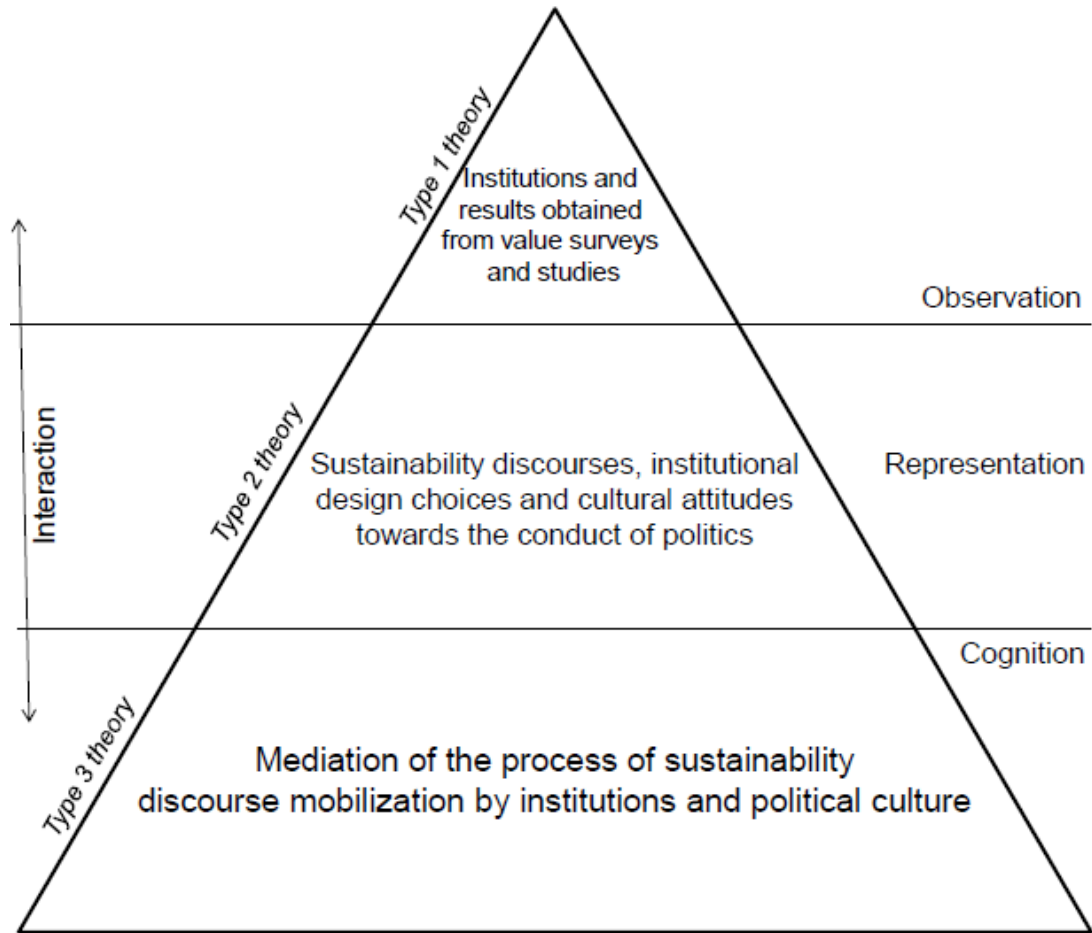 Type 1 theory
Institutions and
results obtained
from value surveys
and studies
Observation
Interaction
Type 2 theory
Sustainability discourses, institutional
design choices and cultural attitudes
towards the conduct of politics
Representation
Cognition
Type 3 theory
Mediation of the process of sustainability
discourse mobilization by institutions and political culture